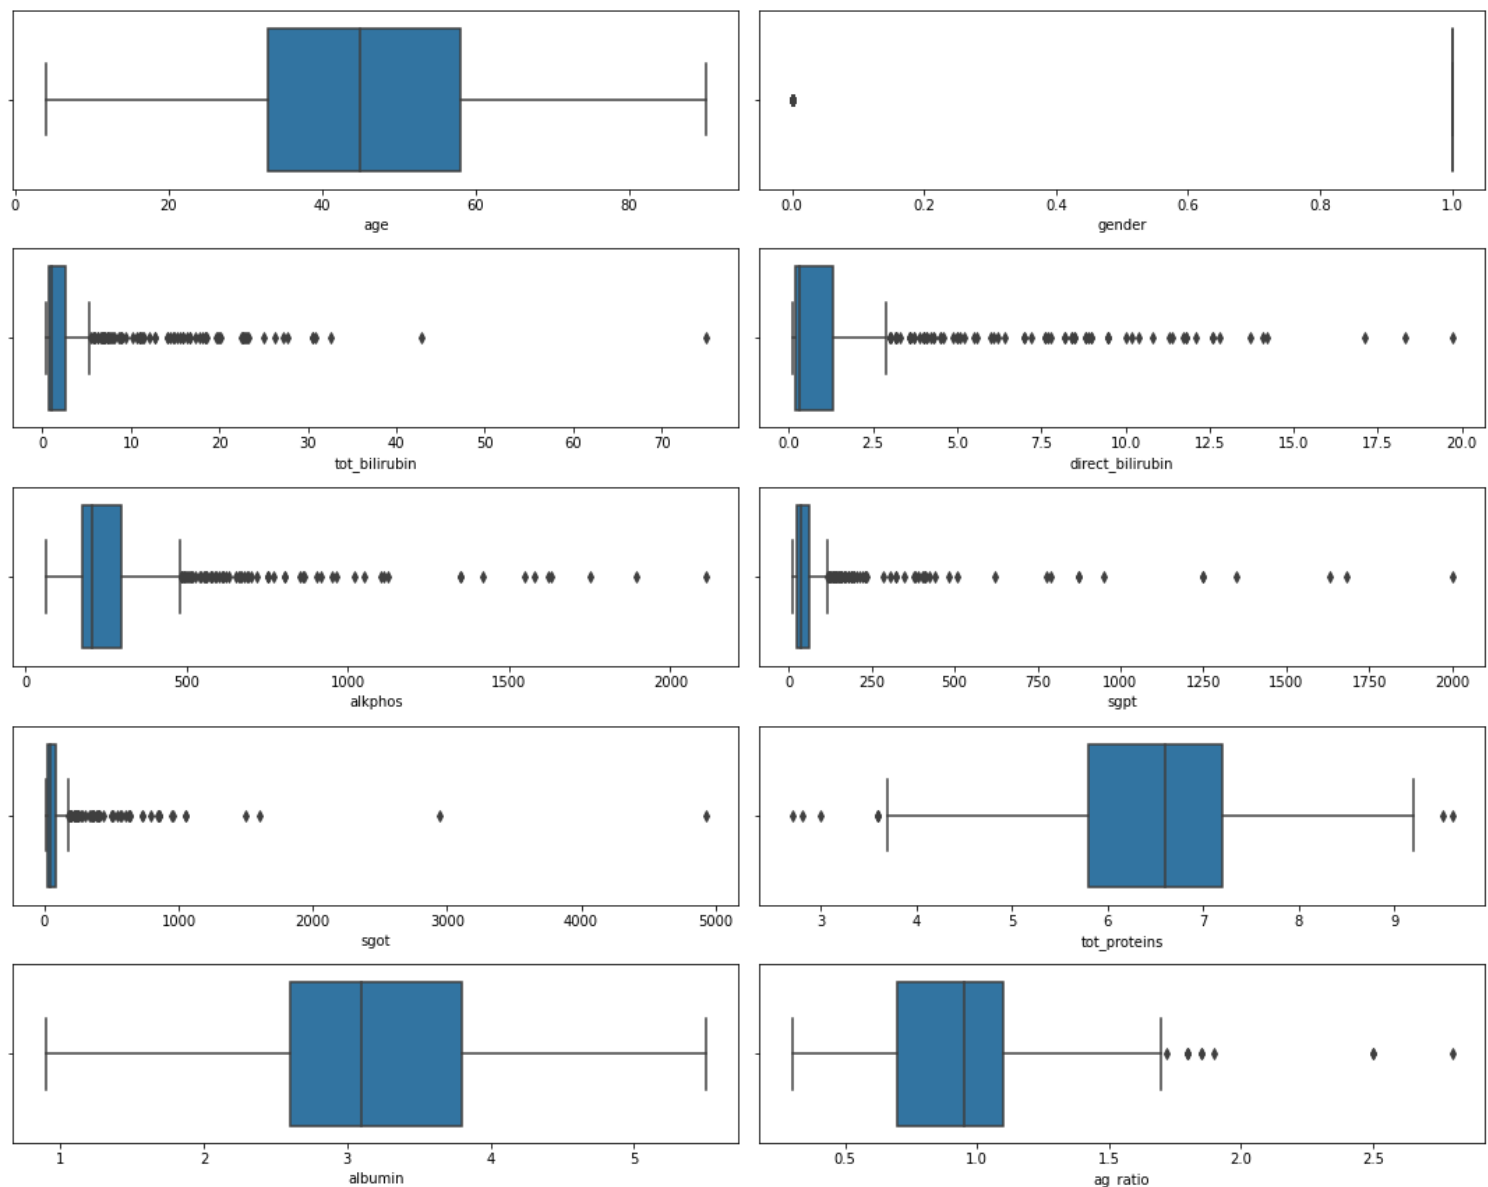 0 20 40 60 80
age
0.0 0.2 0.4 0.6 0.8 1.0
gender
0 10 20 30 40 50 60 70
tot_bilirubin
0.0 2.5 5.0 7.5 10.0 12.5 15.0 17.5 20.0
direct_bilirubin
0 500 1000 1500 2000
alkphos
0 250 500 750 1000 1250 1500 1750 2000
sgpt
0 1000 2000 3000 4000 5000
sgot
3 4 5 6 7 8 9
tot_proteins
1 2 3 4 5
albumin
0.5 1.0 1.5 2.0 2.5
ag_ratio